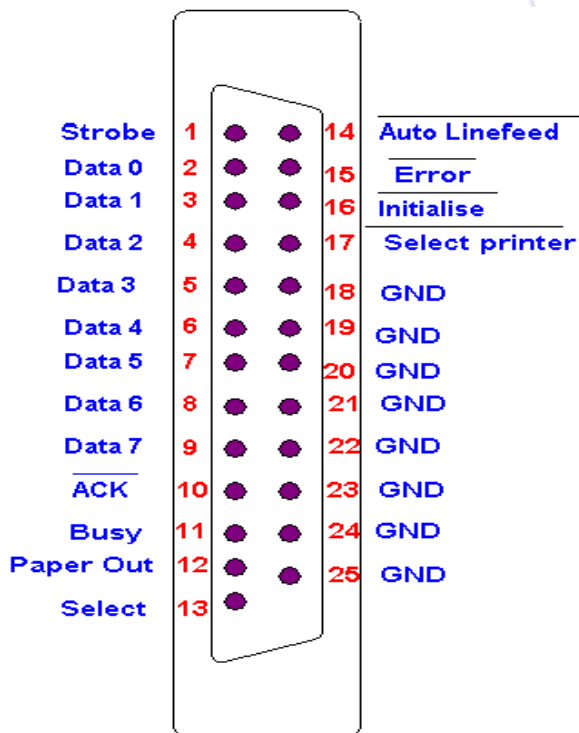 Strobe 1 14 Auto Linefeed
Data 0 2 15 Error
Data 1 3 16 Initialise
Data 2 4 17 Select printer
Data 3 5 18 GND
Data 4 6 19 GND
Data 5 7 20 GND
Data 6 8 21 GND
Data 7 9 22 GND
ACK 10 23 GND
Busy 11 24 GND
Paper Out 12 25 GND
Select 13